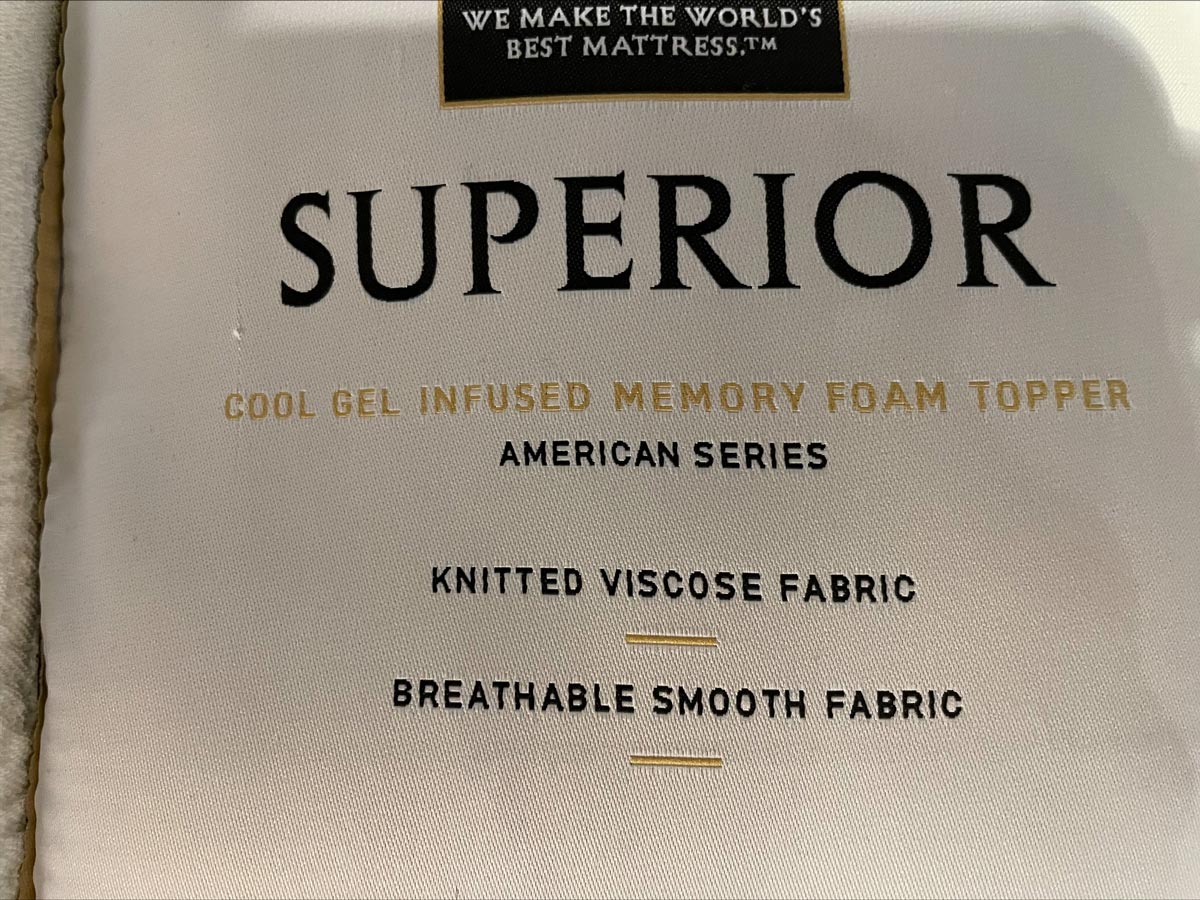 WE MAKE THE WORLD'S
BEST MATTRESS.™
SUPERIOR
COOL GEL INFUSED MEMORY FOAM TOPPER
AMERICAN SERIES
KNITTED VISCOSE FABRIC
BREATHABLE SMOOTH FABRIC